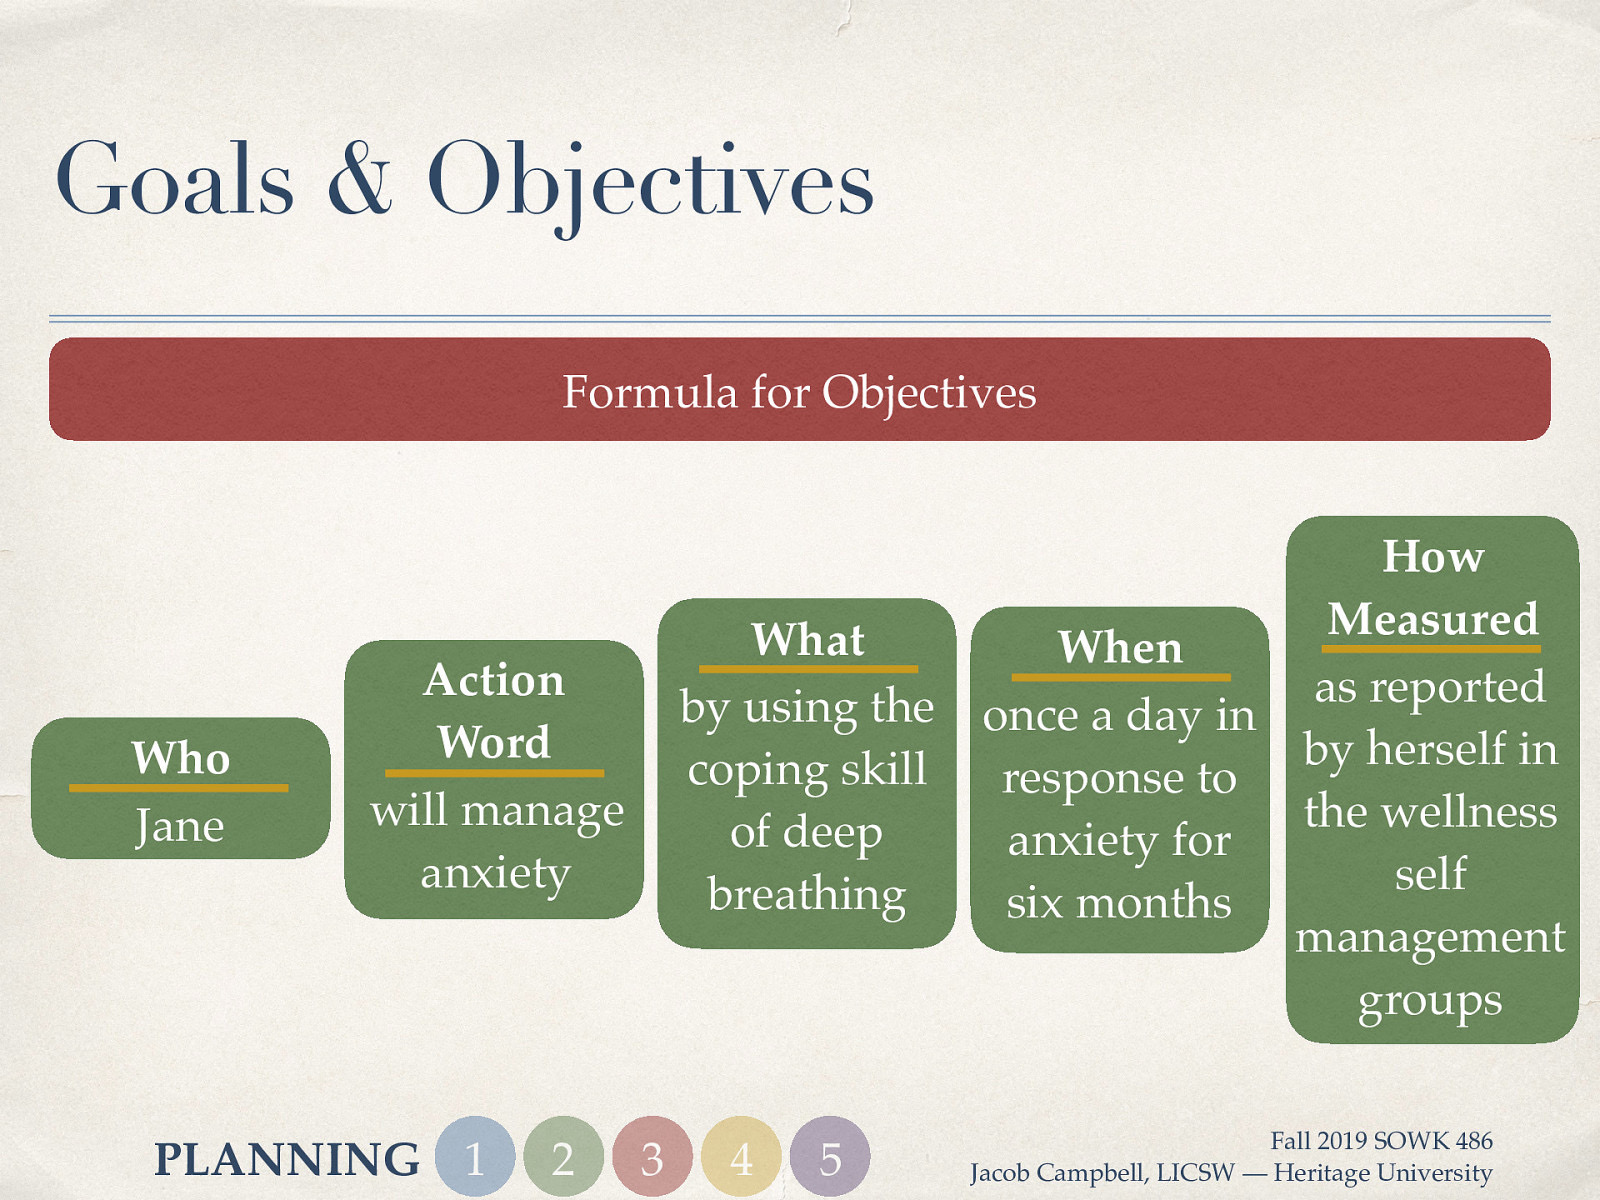 Goals & Objectives
Formula for Objectives
Who
Jane
Action
Word
will manage
anxiety
What
by using the
coping skill
of deep
breathing
When
once a day in
response to
anxiety for
six months
How
Measured
as reported
by herself in
the wellness
self
management
groups
PLANNING 1 2 3 4 5
Fall 2019 SOWK 486
Jacob Campbell, LICSW — Heritage University